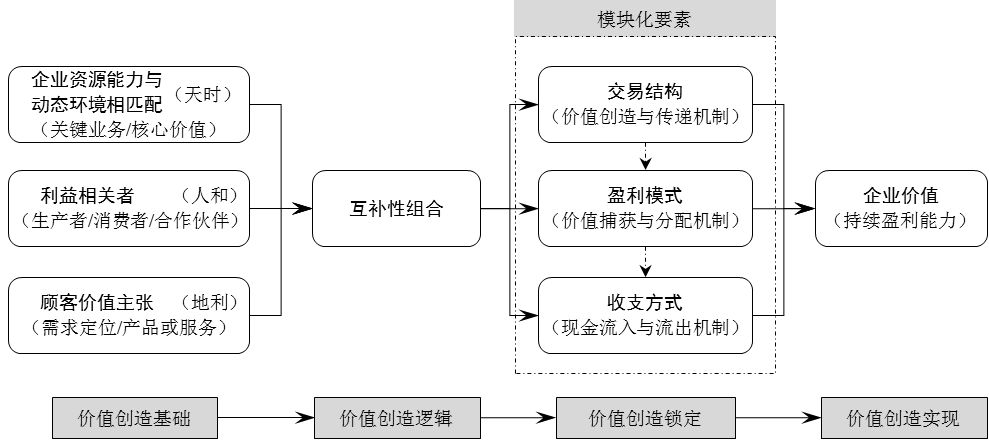 模块化要素
企业资源能力与
动态环境相匹配
（天时）
（关键业务/核心价值）
利益相关者
（人和）
（生产者/消费者/合作伙伴）
顾客价值主张
（地利）
（需求定位/产品或服务）
互补性组合
交易结构
（价值创造与传递机制）
盈利模式
（价值捕获与分配机制）
收支方式
（现金流入与流出机制）
企业价值
（持续盈利能力）
价值创造基础
价值创造逻辑
价值创造锁定
价值创造实现